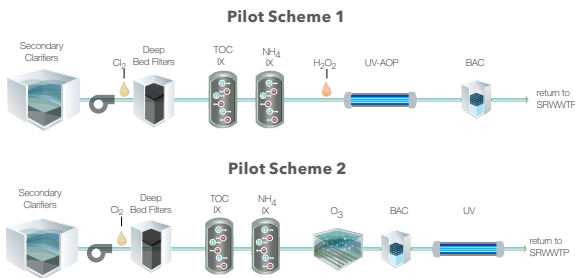 Pilot Scheme 1
Secondary
Clarifiers
Cl₂
Deep
Bed Filters
TOC
IX
NH₄
IX
H₂O₂
UV-AOP
BAC
return to
SRWWTF
Pilot Scheme 2
Secondary
Clarifiers
Cl₂
Deep
Bed Filters
TOC
IX
NH₄
IX
O₃
BAC
UV
return to
SRWWTP